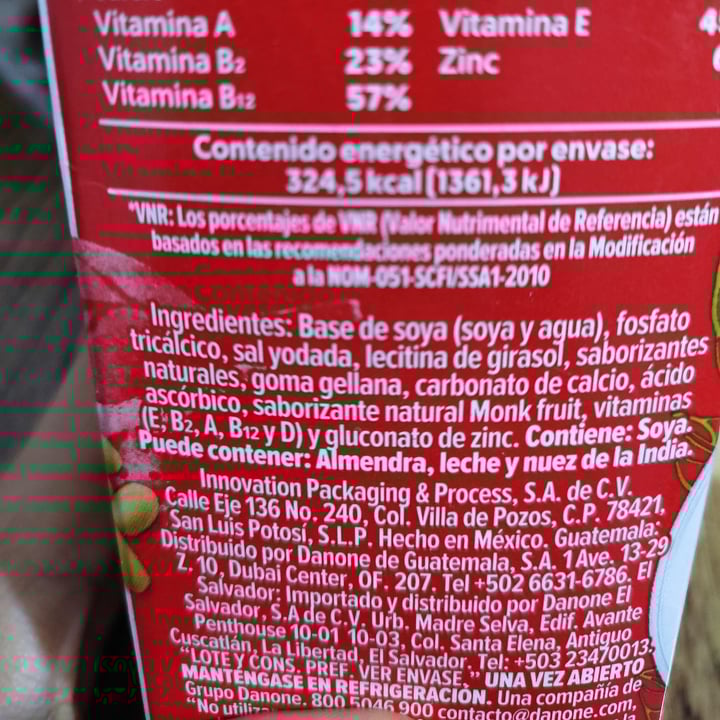 Vitamina A 14% Vitamina E 4
Vitamina B2 23% Zinc
Vitamina B12 57%
Contenido energético por envase:
324,5 kcal (1361,3 kJ)
*VNR: Los porcentajes de VNR (Valor Nutrimental de Referencia) están
basados en las recomendaciones ponderadas en la Modificación
a la NOM-051-SCFI/SSA1-2010
Ingredientes: Base de soya (soya y agua), fosfato
tricálcico, sal yodada, lecitina de girasol, saborizantes
naturales, goma gellana, carbonato de calcio, ácido
ascórbico, saborizante natural Monk fruit, vitaminas
(E, B2, A, B12 y D) y gluconato de zinc. Contiene: Soya.
Puede contener: Almendra, leche y nuez de la India.
Innovation Packaging & Process, S.A. de C.V.
Calle Eje 136 No. 240, Col. Villa de Pozos, C.P. 78421,
San Luis Potosí, S.L.P. Hecho en México. Guatemala:
Distribuido por Danone de Guatemala, S.A. 1 Ave. 13-29
Z. 10, Dubai Center, OF. 207. Tel +502 6631-6786. El
Salvador: Importado y distribuido por Danone El
Salvador, S.A de C.V. Urb. Madre Selva, Edif. Avante
Penthouse 10-01 10-03, Col. Santa Elena, Antiguo
Cuscatlán, La Libertad, El Salvador. Tel: +503 23470013.
"LOTE Y CONS. PREF. VER ENVASE." UNA VEZ ABIERTO
MANTÉNGASE EN REFRIGERACIÓN. Una compañía de
Grupo Danone. 800 5046 900 contacto@danone.com,
"No